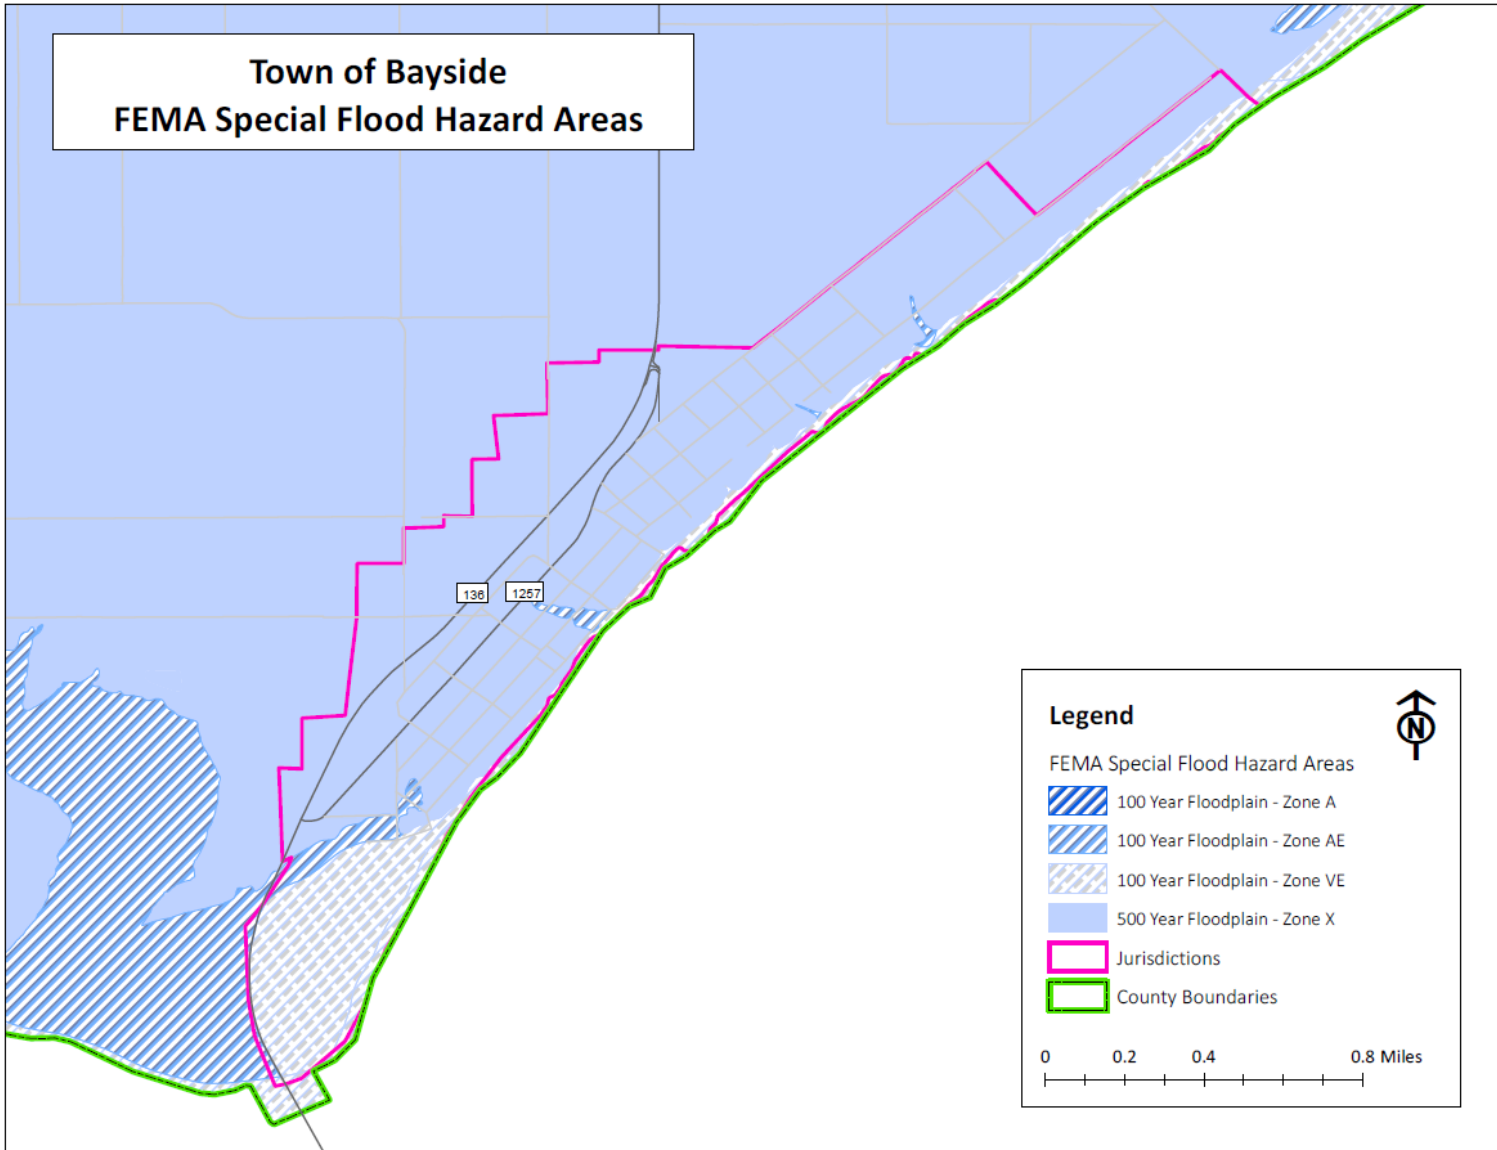 Town of Bayside
FEMA Special Flood Hazard Areas
136
1257
Legend
N
FEMA Special Flood Hazard Areas
100 Year Floodplain - Zone A
100 Year Floodplain - Zone AE
100 Year Floodplain - Zone VE
500 Year Floodplain - Zone X
Jurisdictions
County Boundaries
0 0.2 0.4 0.8 Miles